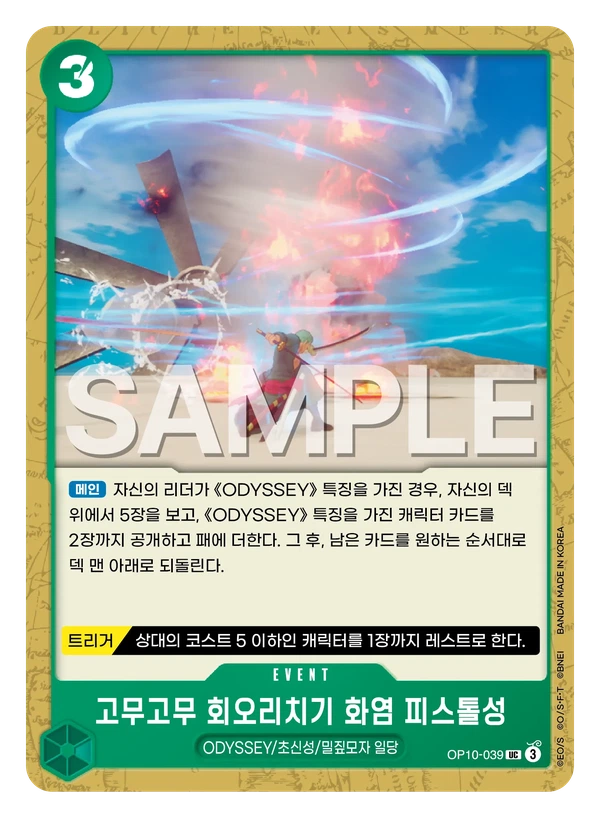 3
SAMPLE
메인 자신의 리더가 《ODYSSEY》 특징을 가진 경우, 자신의 덱
위에서 5장을 보고, 《ODYSSEY》 특징을 가진 캐릭터 카드를
2장까지 공개하고 패에 더한다. 그 후, 남은 카드를 원하는 순서대로
덱 맨 아래로 되돌린다.
트리거 상대의 코스트 5 이하인 캐릭터를 1장까지 레스트로 한다.
EVENT
고무고무 회오리치기 화염 피스톨성
ODYSSEY/초신성/밀짚모자 일당
OP10-039 UC 3
©EO/S ©O/S·F·T ©BNEI BANDAI MADE IN KOREA